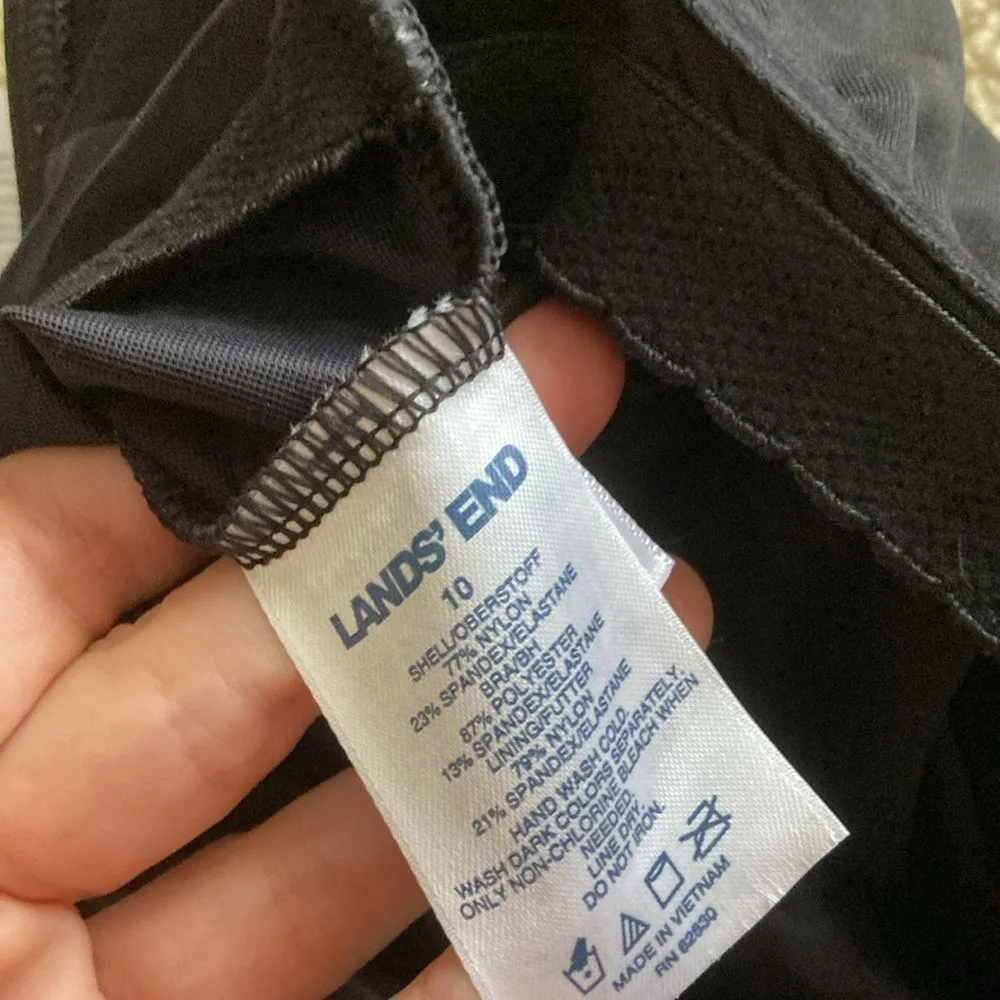 LANDS' END
10
SHELL/OBERSTOFF
77% NYLON
23% SPANDEX/ELASTANE
BRA/BH
87% POLYESTER
13% SPANDEX/ELASTANE
LINING/FUTTER
79% NYLON
21% SPANDEX/ELASTANE
HAND WASH COLD.
WASH DARK COLORS SEPARATELY.
ONLY NON-CHLORINE BLEACH WHEN
NEEDED.
LINE DRY.
DO NOT IRON.
MADE IN VIETNAM
RN 62830